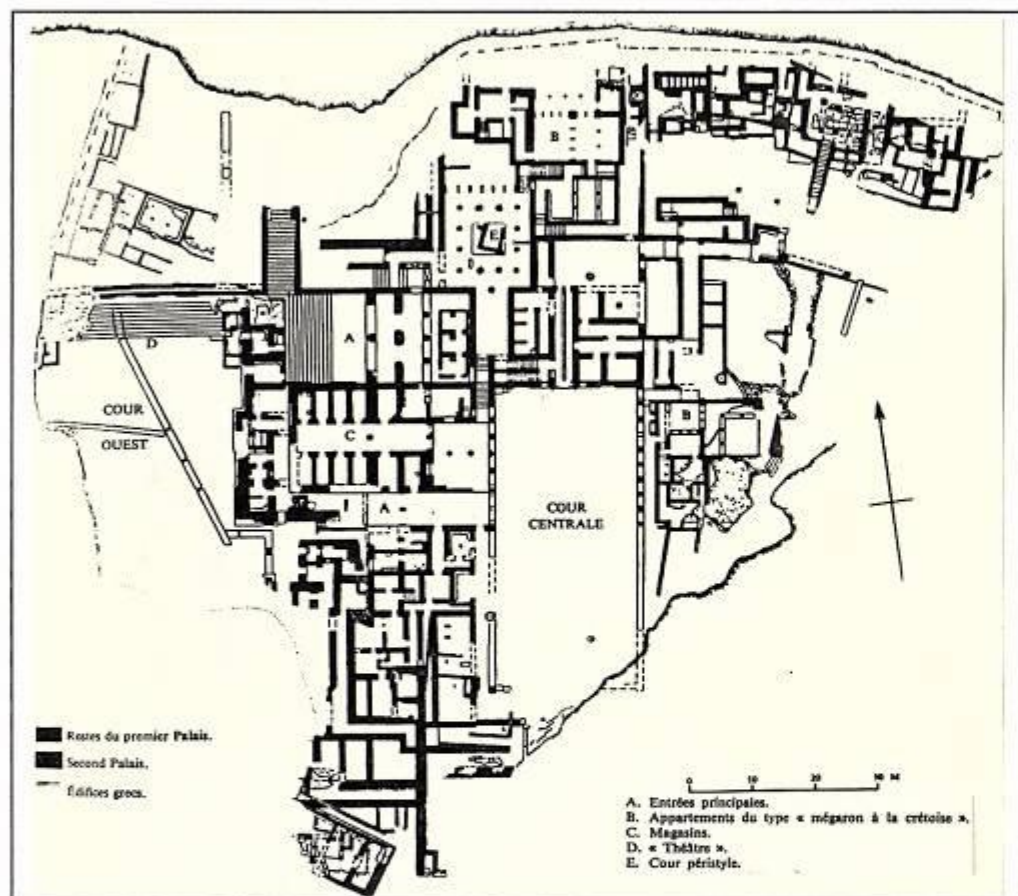 B
E
A
D
COUR
OUEST
C
B
A
COUR
CENTRALE
Restes du premier Palais.
Second Palais.
Édifices grecs.
0 10 20 30 M
A. Entrées principales.
B. Appartements du type « mégaron à la crétoise ».
C. Magasins.
D. « Théâtre ».
E. Cour péristyle.